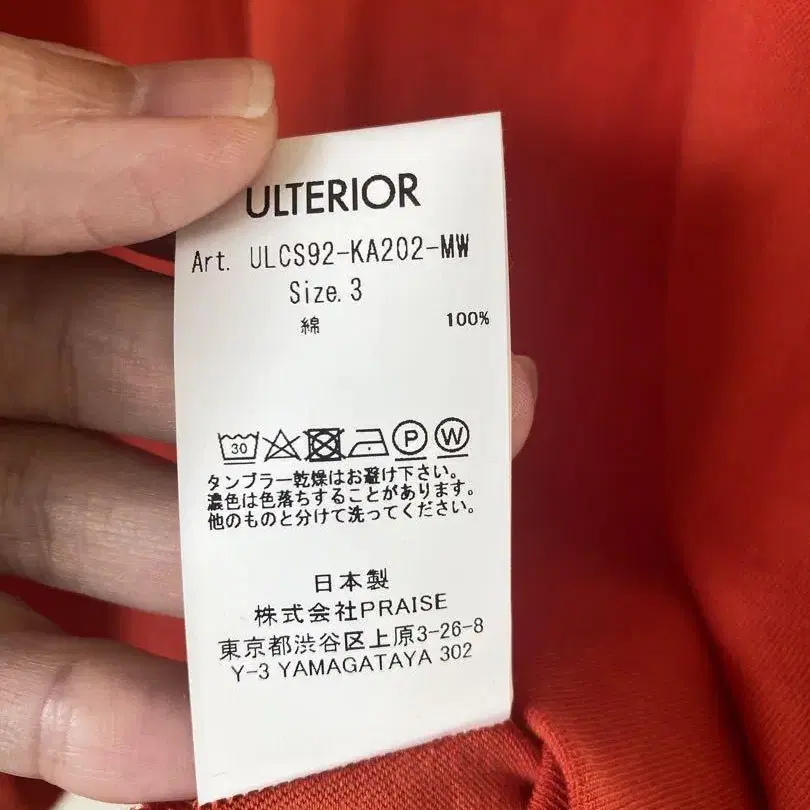 ULTERIOR
Art. ULCS92-KA202-MW
Size.3
綿 100%
30 P W
タンブラー乾燥はお避け下さい。
濃色は色落ちすることがあります。
他のものと分けて洗ってください。
日本製
株式会社PRAISE
東京都渋谷区上原3-26-8
Y-3 YAMAGATAYA 302